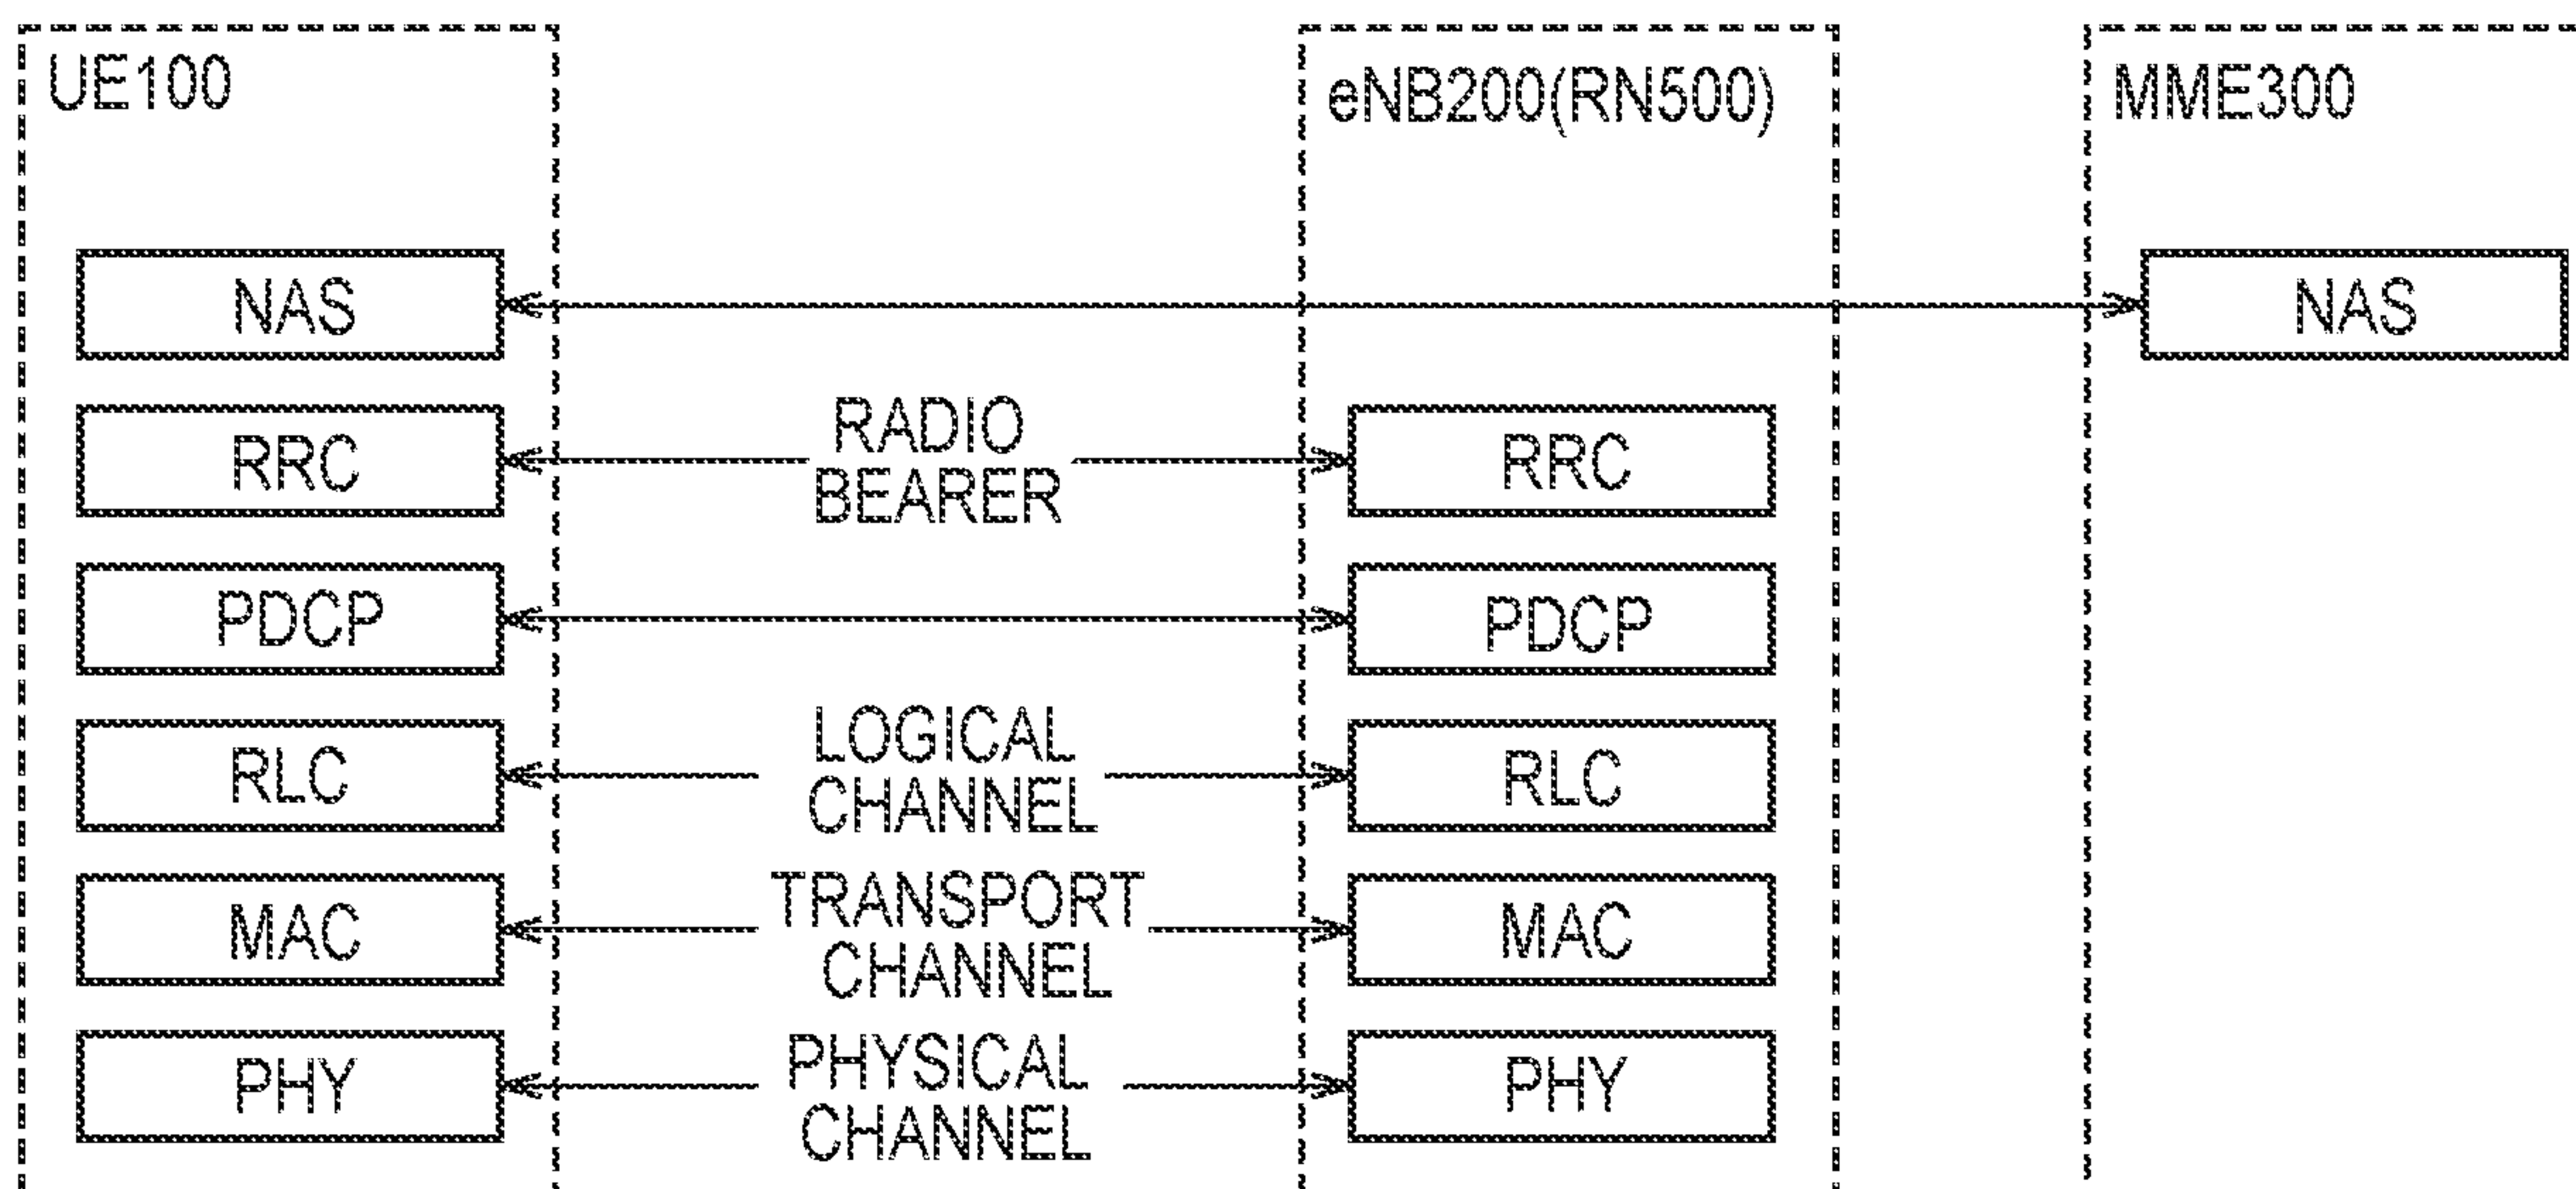 UE100
eNB200(RN500)
MME300
NAS
NAS
RRC
RADIO
BEARER
RRC
PDCP
PDCP
RLC
LOGICAL
CHANNEL
RLC
MAC
TRANSPORT
CHANNEL
MAC
PHY
PHYSICAL
CHANNEL
PHY